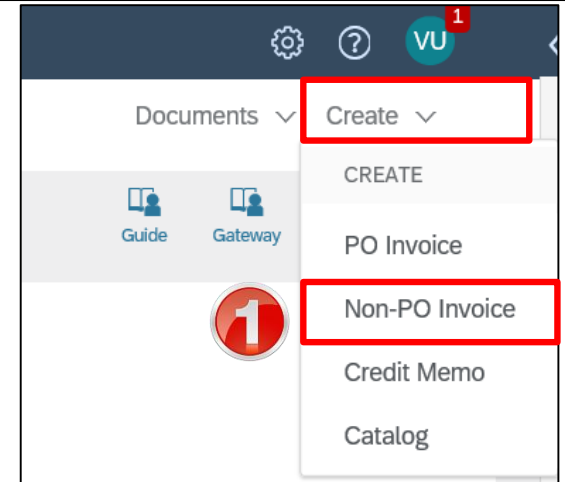 VU 1
Documents Create
CREATE
Guide Gateway
PO Invoice
1
Non-PO Invoice
Credit Memo
Catalog